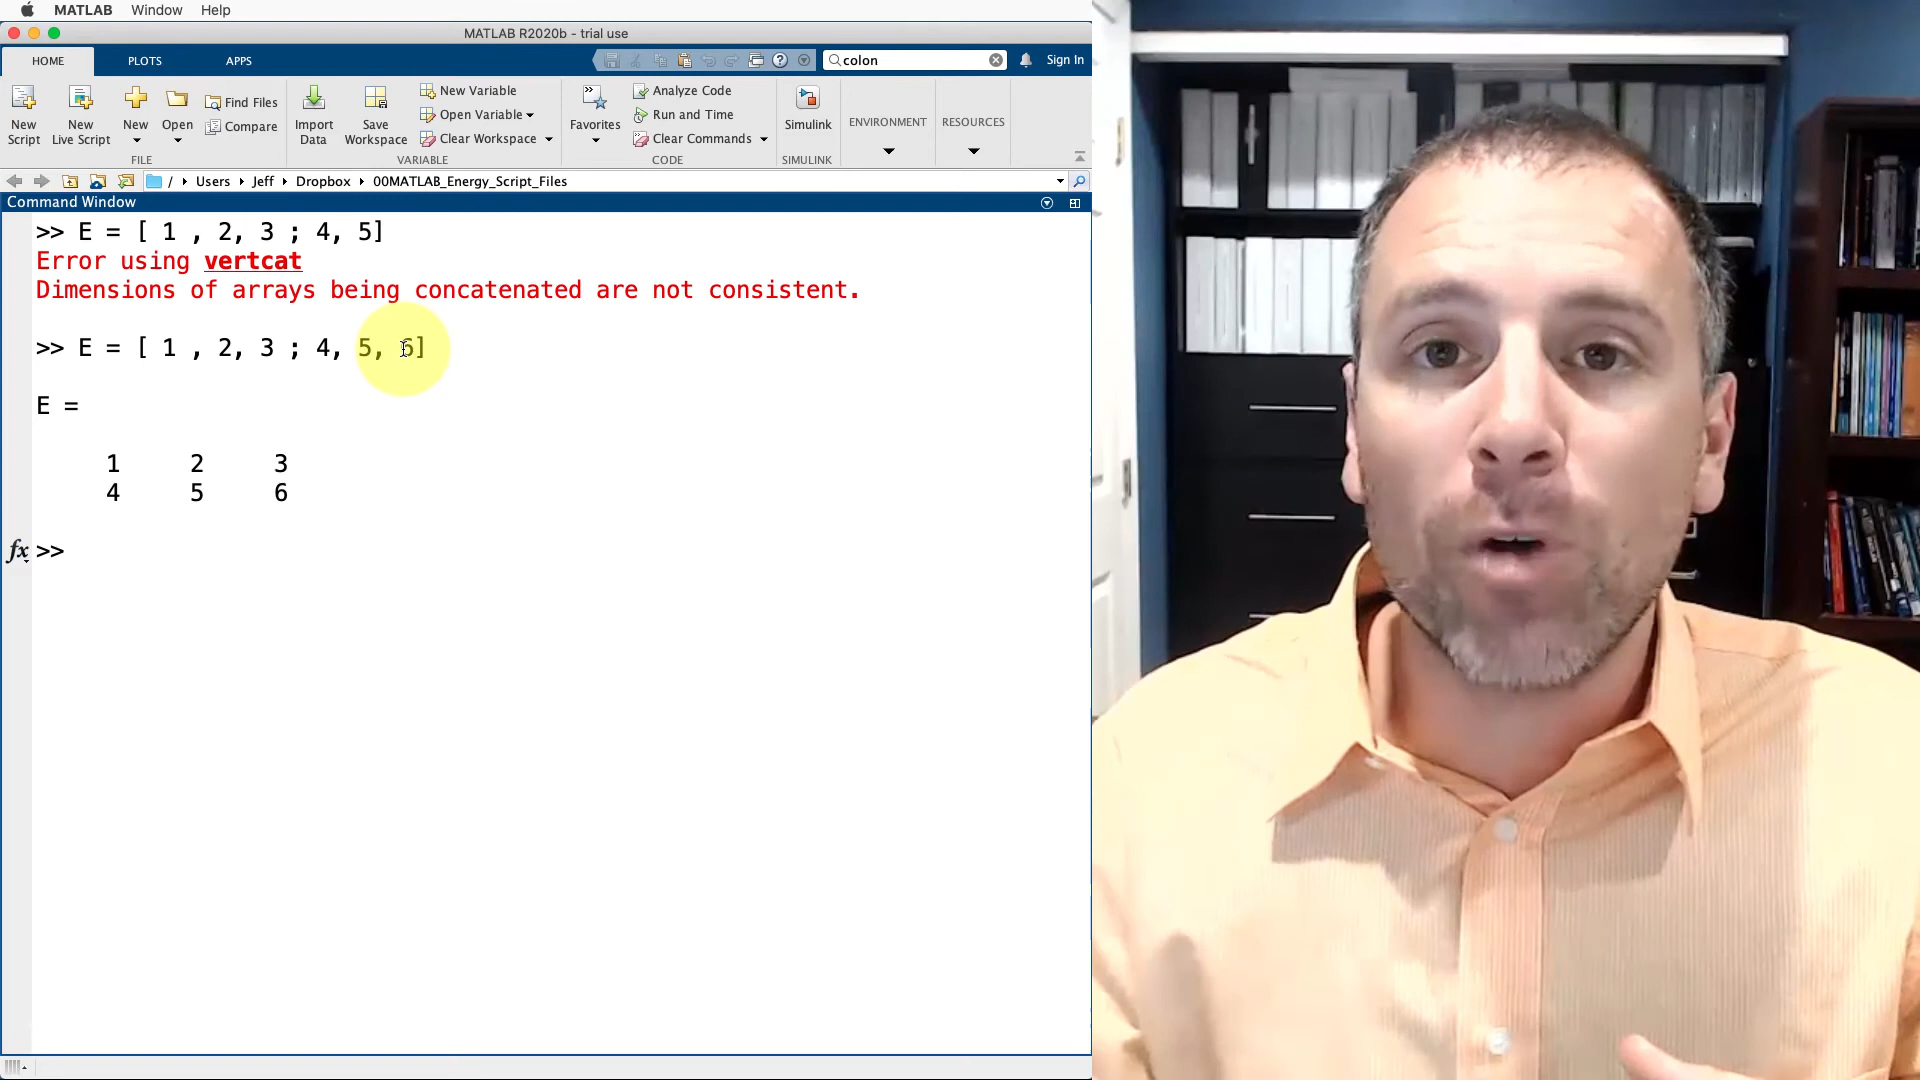 MATLAB Window Help
MATLAB R2020b - trial use
HOME PLOTS APPS
colon
Sign In
New Script
New Live Script
New
Open
Find Files
Compare
FILE
Import Data
Save Workspace
New Variable
Open Variable
Clear Workspace
VARIABLE
Favorites
Analyze Code
Run and Time
Clear Commands
CODE
Simulink
SIMULINK
ENVIRONMENT
RESOURCES
/ Users Jeff Dropbox 00MATLAB_Energy_Script_Files
Command Window
>> E = [ 1 , 2, 3 ; 4, 5]
Error using vertcat
Dimensions of arrays being concatenated are not consistent.
>> E = [ 1 , 2, 3 ; 4, 5, 6]
E =
1 2 3
4 5 6
fx >>